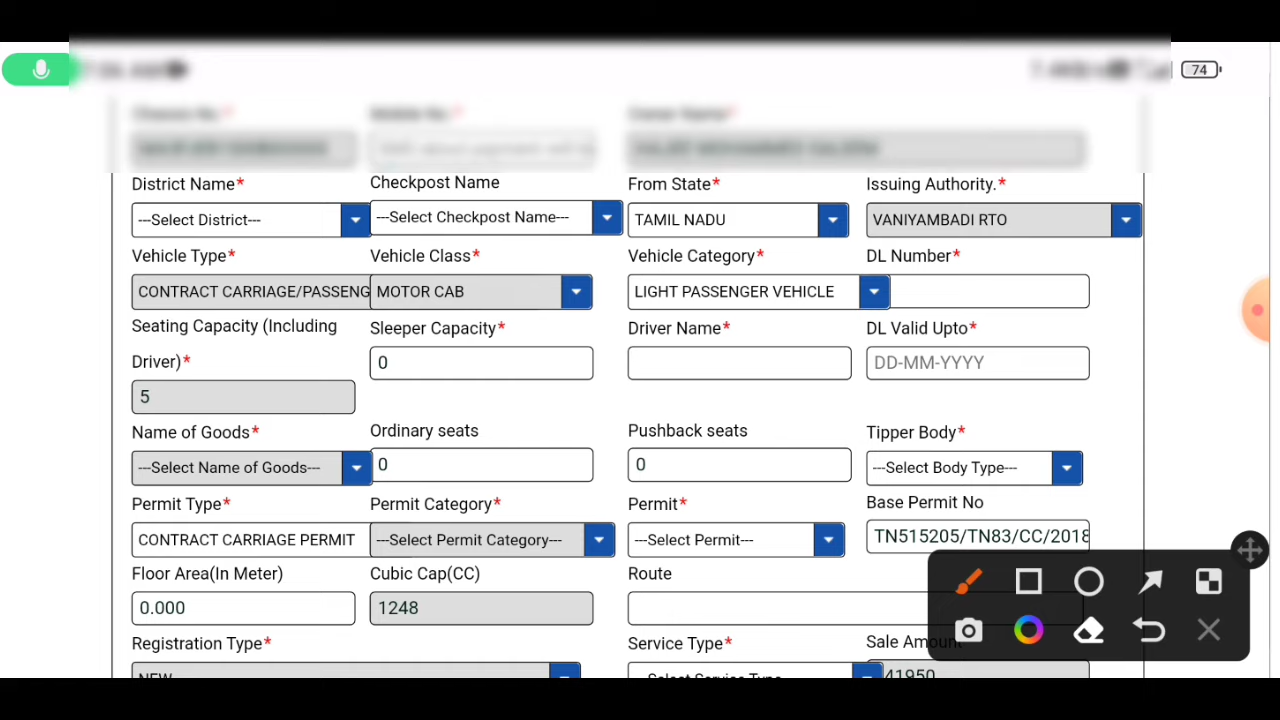 74
District Name*
Checkpost Name
From State*
Issuing Authority.*
---Select District---
---Select Checkpost Name---
TAMIL NADU
VANIYAMBADI RTO
Vehicle Type*
Vehicle Class*
Vehicle Category*
DL Number*
CONTRACT CARRIAGE/PASSENG
MOTOR CAB
LIGHT PASSENGER VEHICLE
Seating Capacity (Including
Driver)*
Sleeper Capacity*
Driver Name*
DL Valid Upto*
0
DD-MM-YYYY
5
Name of Goods*
Ordinary seats
Pushback seats
Tipper Body*
---Select Name of Goods---
0
0
---Select Body Type---
Permit Type*
Permit Category*
Permit*
Base Permit No
CONTRACT CARRIAGE PERMIT
---Select Permit Category---
---Select Permit---
TN515205/TN83/CC/2018
Floor Area(In Meter)
Cubic Cap(CC)
Route
0.000
1248
Registration Type*
Service Type*
Sale Amount
NEW
---Select Service Type
41950